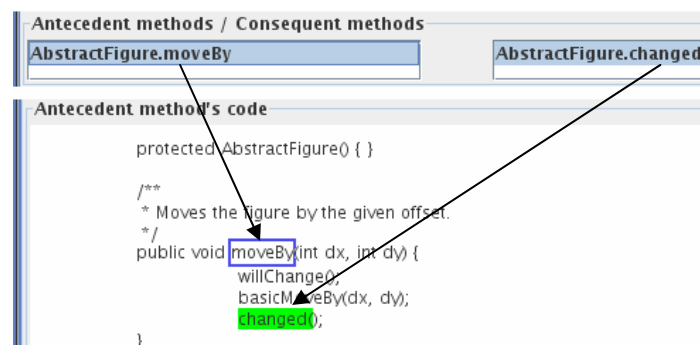 Antecedent methods / Consequent methods
AbstractFigure.moveBy AbstractFigure.changed
Antecedent method's code
protected AbstractFigure() { }
/**
* Moves the figure by the given offset.
*/
public void moveBy(int dx, int dy) {
willChange();
basicMoveBy(dx, dy);
changed();
}